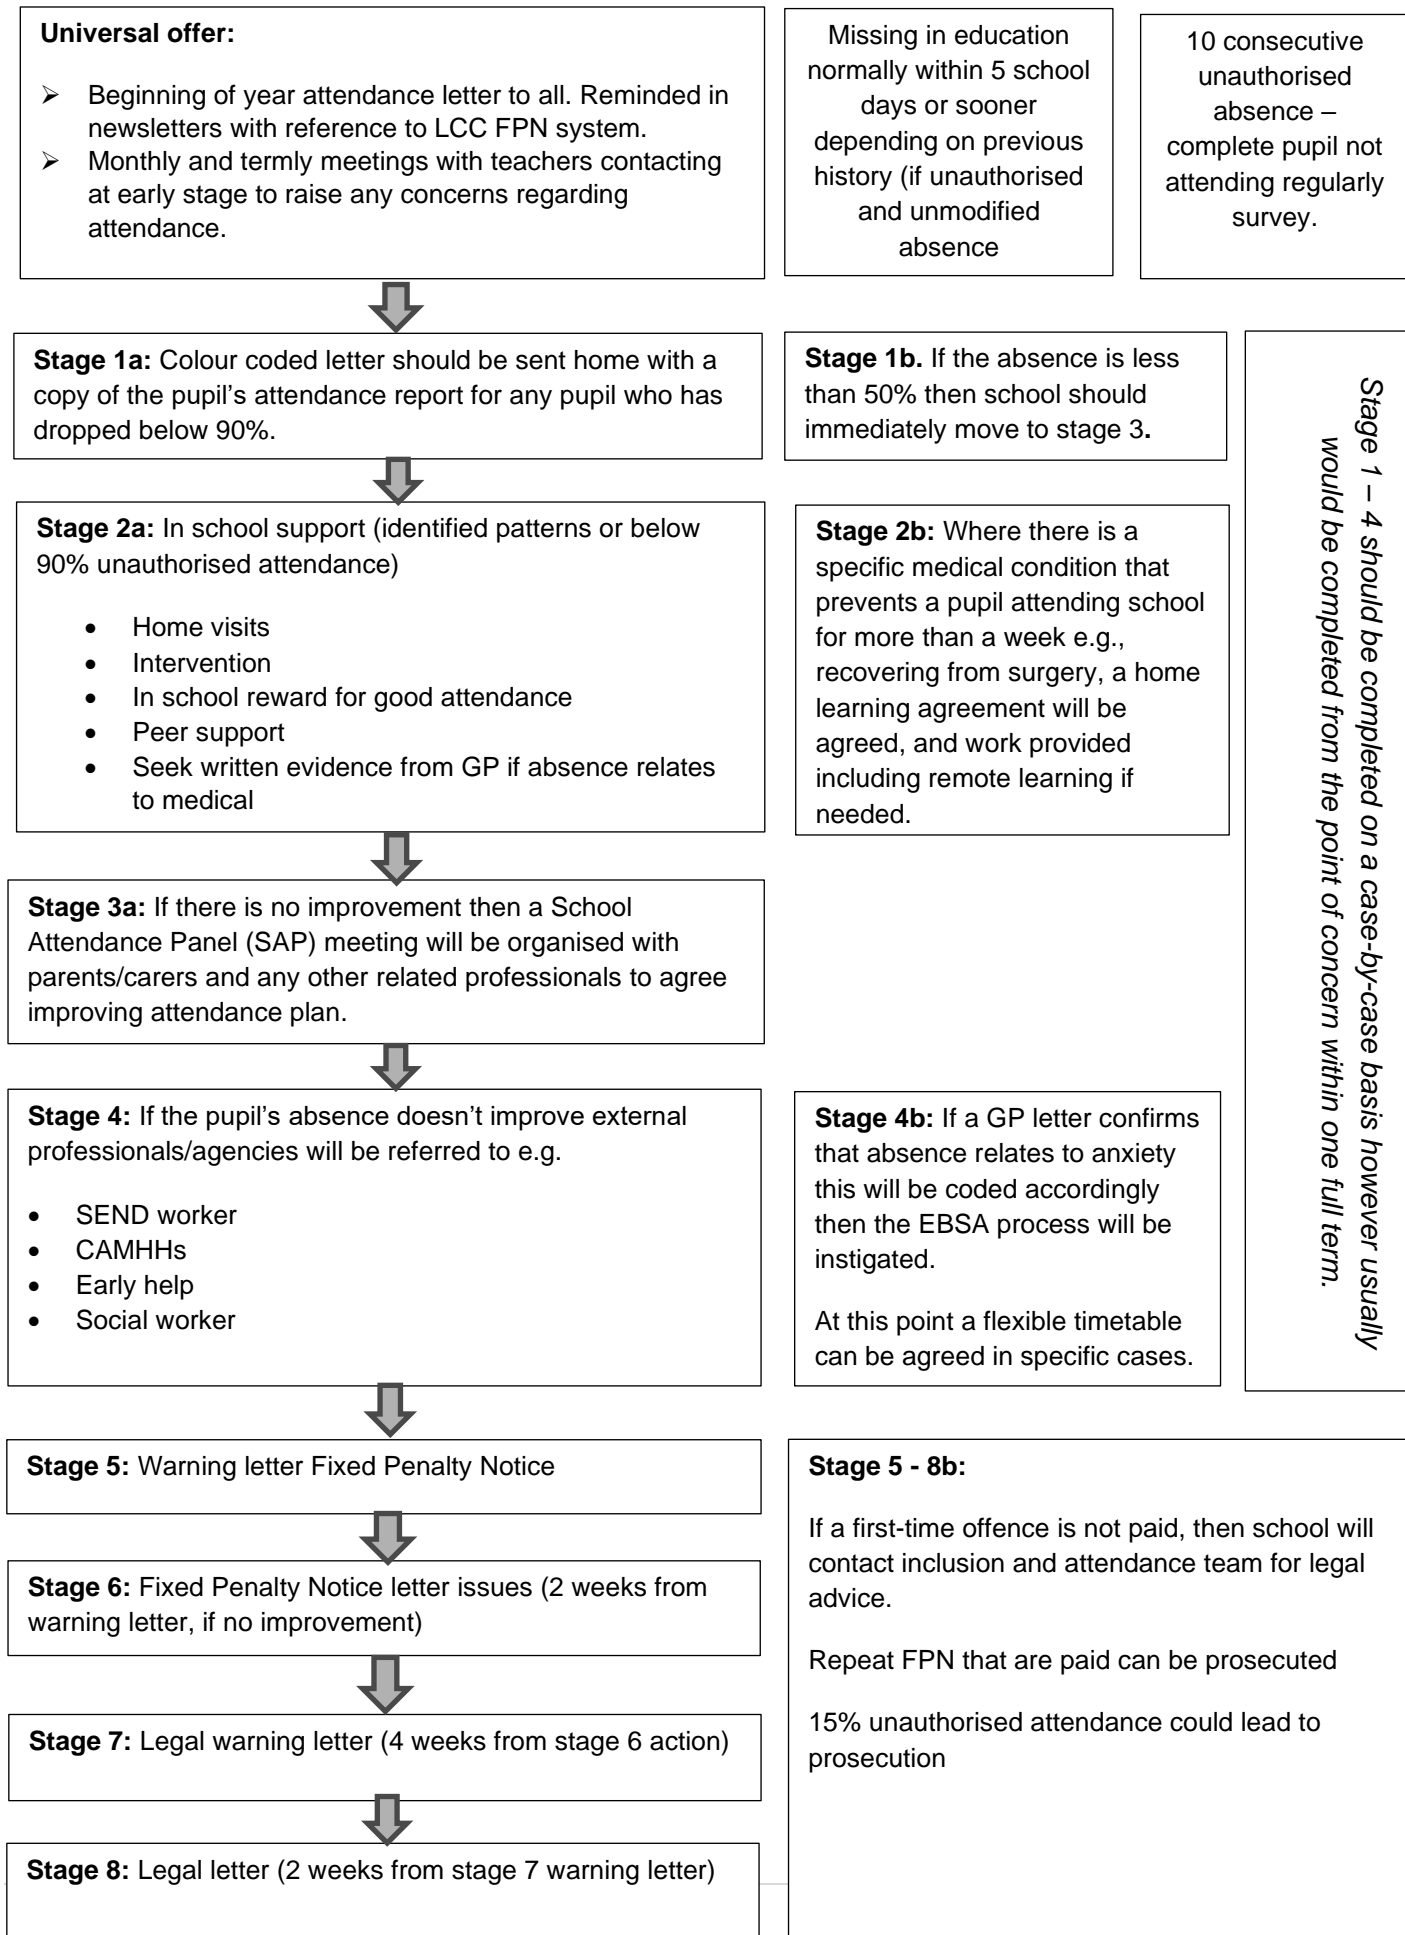 Universal offer:
➢ Beginning of year attendance letter to all. Reminded in
newsletters with reference to LCC FPN system.
➢ Monthly and termly meetings with teachers contacting
at early stage to raise any concerns regarding
attendance.
Missing in education
normally within 5 school
days or sooner
depending on previous
history (if unauthorised
and unmodified
absence
10 consecutive
unauthorised
absence –
complete pupil not
attending regularly
survey.
Stage 1a: Colour coded letter should be sent home with a
copy of the pupil’s attendance report for any pupil who has
dropped below 90%.
Stage 1b. If the absence is less
than 50% then school should
immediately move to stage 3.
Stage 1 – 4 should be completed on a case-by-case basis however usually
would be completed from the point of concern within one full term.
Stage 2a: In school support (identified patterns or below
90% unauthorised attendance)
• Home visits
• Intervention
• In school reward for good attendance
• Peer support
• Seek written evidence from GP if absence relates
to medical
Stage 2b: Where there is a
specific medical condition that
prevents a pupil attending school
for more than a week e.g.,
recovering from surgery, a home
learning agreement will be
agreed, and work provided
including remote learning if
needed.
Stage 3a: If there is no improvement then a School
Attendance Panel (SAP) meeting will be organised with
parents/carers and any other related professionals to agree
improving attendance plan.
Stage 4: If the pupil’s absence doesn’t improve external
professionals/agencies will be referred to e.g.
• SEND worker
• CAMHHs
• Early help
• Social worker
Stage 4b: If a GP letter confirms
that absence relates to anxiety
this will be coded accordingly
then the EBSA process will be
instigated.
At this point a flexible timetable
can be agreed in specific cases.
Stage 5: Warning letter Fixed Penalty Notice
Stage 6: Fixed Penalty Notice letter issues (2 weeks from
warning letter, if no improvement)
Stage 7: Legal warning letter (4 weeks from stage 6 action)
Stage 8: Legal letter (2 weeks from stage 7 warning letter)
Stage 5 - 8b:
If a first-time offence is not paid, then school will
contact inclusion and attendance team for legal
advice.
Repeat FPN that are paid can be prosecuted
15% unauthorised attendance could lead to
prosecution